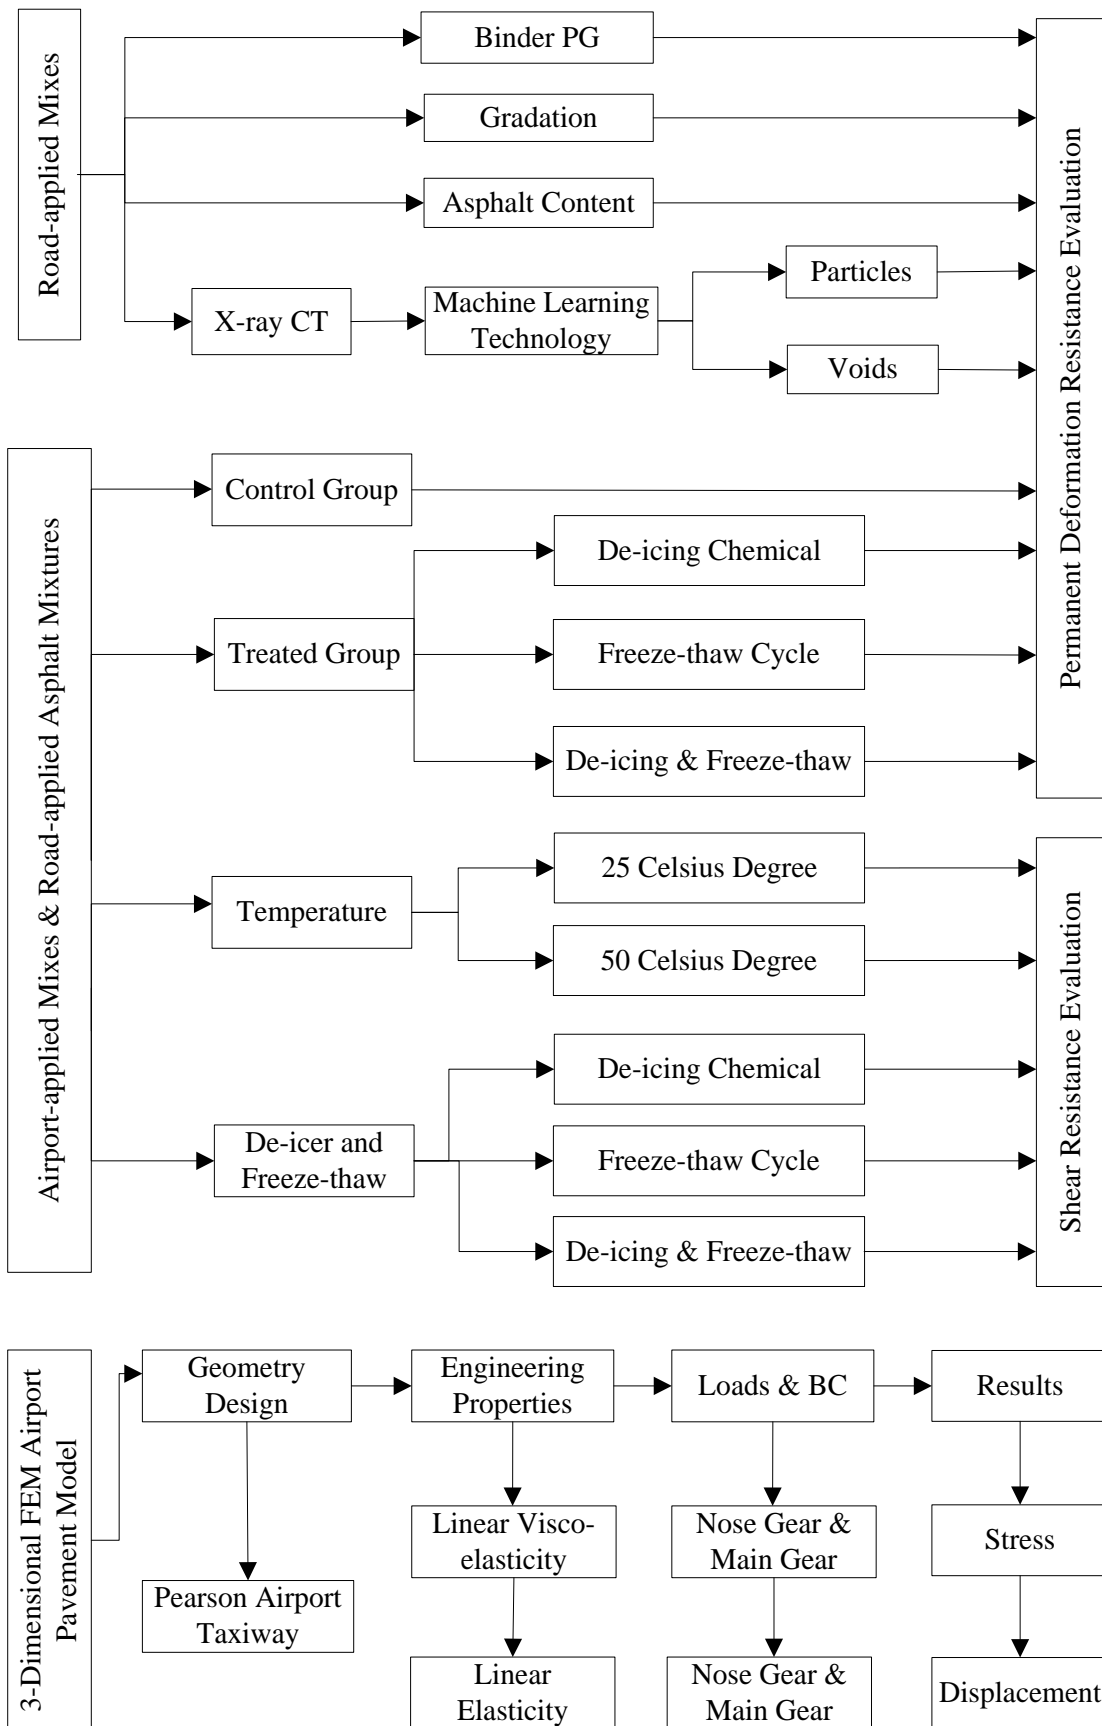 Road-applied Mixes
Binder PG
Gradation
Asphalt Content
X-ray CT
Machine Learning
Technology
Particles
Voids
Permanent Deformation Resistance Evaluation
Airport-applied Mixes & Road-applied Asphalt Mixtures
Control Group
Treated Group
De-icing Chemical
Freeze-thaw Cycle
De-icing & Freeze-thaw
Temperature
25 Celsius Degree
50 Celsius Degree
De-icer and
Freeze-thaw
De-icing Chemical
Freeze-thaw Cycle
De-icing & Freeze-thaw
Shear Resistance Evaluation
3-Dimensional FEM Airport
Pavement Model
Geometry
Design
Pearson Airport
Taxiway
Engineering
Properties
Linear Visco-
elasticity
Linear
Elasticity
Loads & BC
Nose Gear &
Main Gear
Nose Gear &
Main Gear
Results
Stress
Displacement